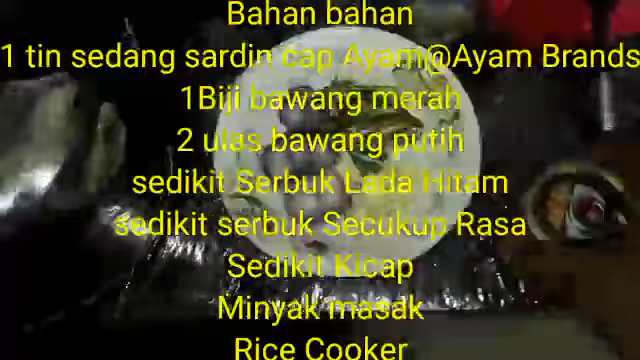 Bahan bahan
1 tin sedang sardin cap Ayam@Ayam Brands
1Biji bawang merah
2 ulas bawang putih
sedikit Serbuk Lada Hitam
sedikit serbuk Secukup Rasa
Sedikit Kicap
Minyak masak
Rice Cooker